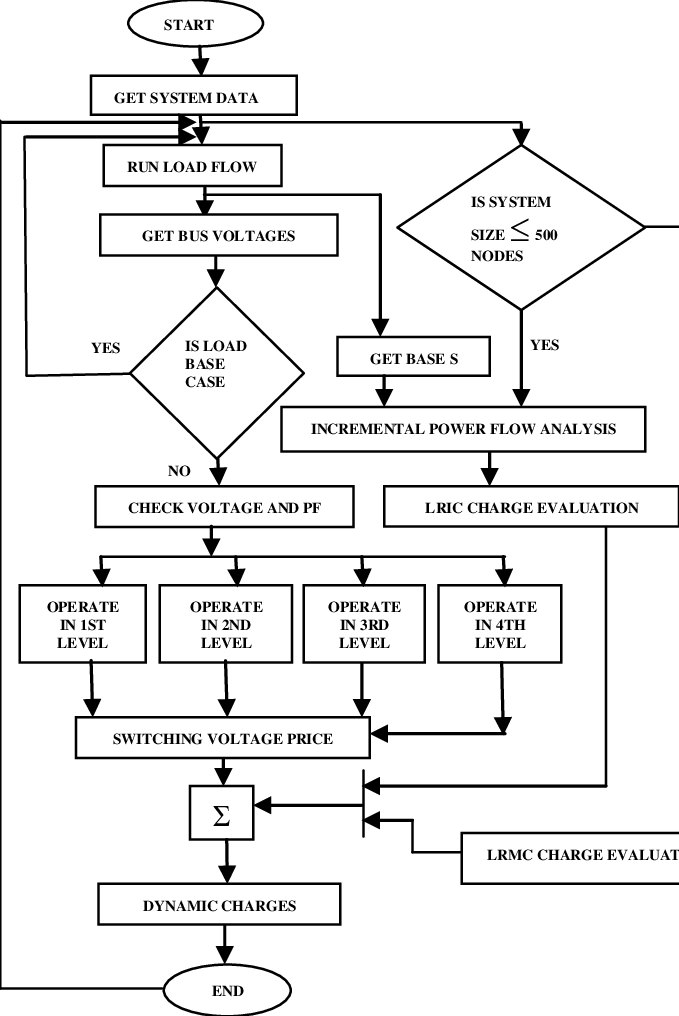 START
GET SYSTEM DATA
RUN LOAD FLOW
IS SYSTEM
SIZE ≤ 500
NODES
GET BUS VOLTAGES
YES
IS LOAD
BASE
CASE
YES
GET BASE S
INCREMENTAL POWER FLOW ANALYSIS
NO
CHECK VOLTAGE AND PF
LRIC CHARGE EVALUATION
OPERATE
IN 1ST
LEVEL
OPERATE
IN 2ND
LEVEL
OPERATE
IN 3RD
LEVEL
OPERATE
IN 4TH
LEVEL
SWITCHING VOLTAGE PRICE
Σ
LRMC CHARGE EVALUAT
DYNAMIC CHARGES
END